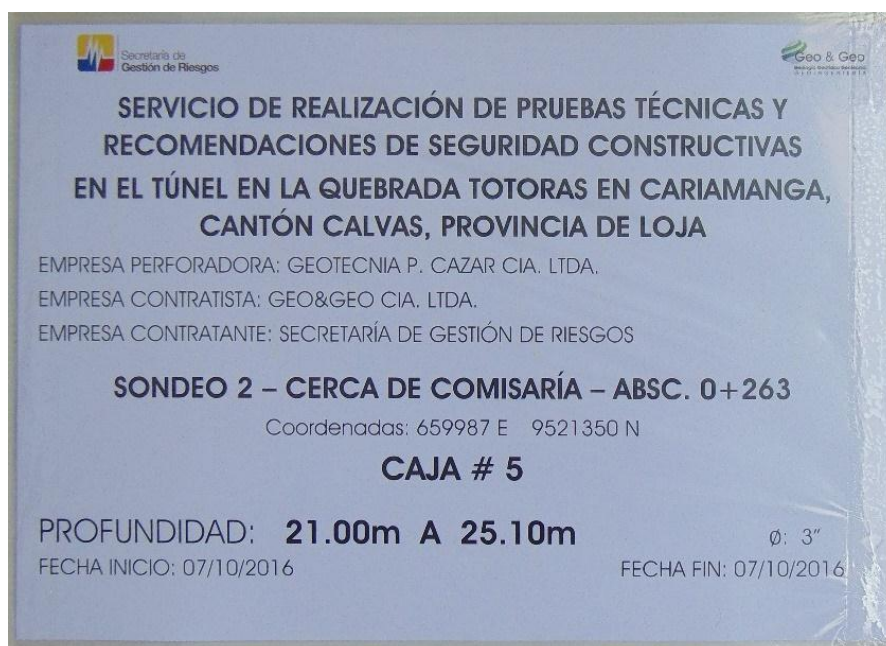 Secretaría de
Gestión de Riesgos
Geo & Geo
SERVICIO DE REALIZACIÓN DE PRUEBAS TÉCNICAS Y
RECOMENDACIONES DE SEGURIDAD CONSTRUCTIVAS
EN EL TÚNEL EN LA QUEBRADA TOTORAS EN CARIAMANGA,
CANTÓN CALVAS, PROVINCIA DE LOJA
EMPRESA PERFORADORA: GEOTECNIA P. CAZAR CIA. LTDA.
EMPRESA CONTRATISTA: GEO&GEO CIA. LTDA.
EMPRESA CONTRATANTE: SECRETARÍA DE GESTIÓN DE RIESGOS
SONDEO 2 – CERCA DE COMISARÍA – ABSC. 0+263
Coordenadas: 659987 E 9521350 N
CAJA # 5
PROFUNDIDAD: 21.00m A 25.10m
Ø: 3"
FECHA INICIO: 07/10/2016
FECHA FIN: 07/10/2016